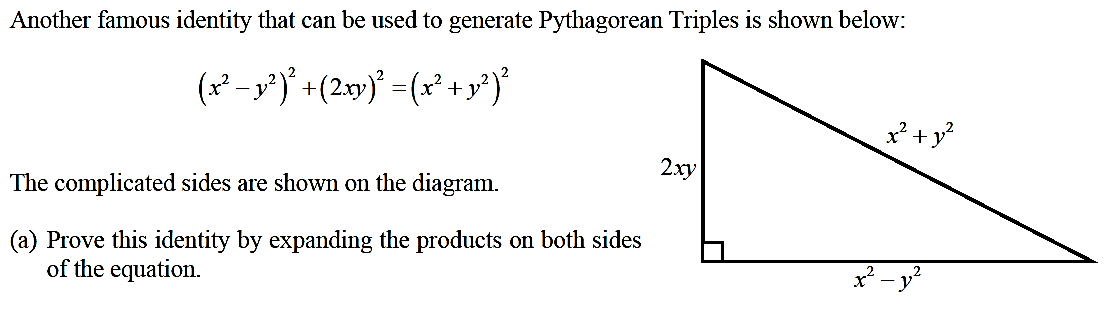 Another famous identity that can be used to generate Pythagorean Triples is shown below:
(x² − y²)² + (2xy)² = (x² + y²)²
x² + y²
2xy
The complicated sides are shown on the diagram.
(a) Prove this identity by expanding the products on both sides
of the equation.
x² − y²